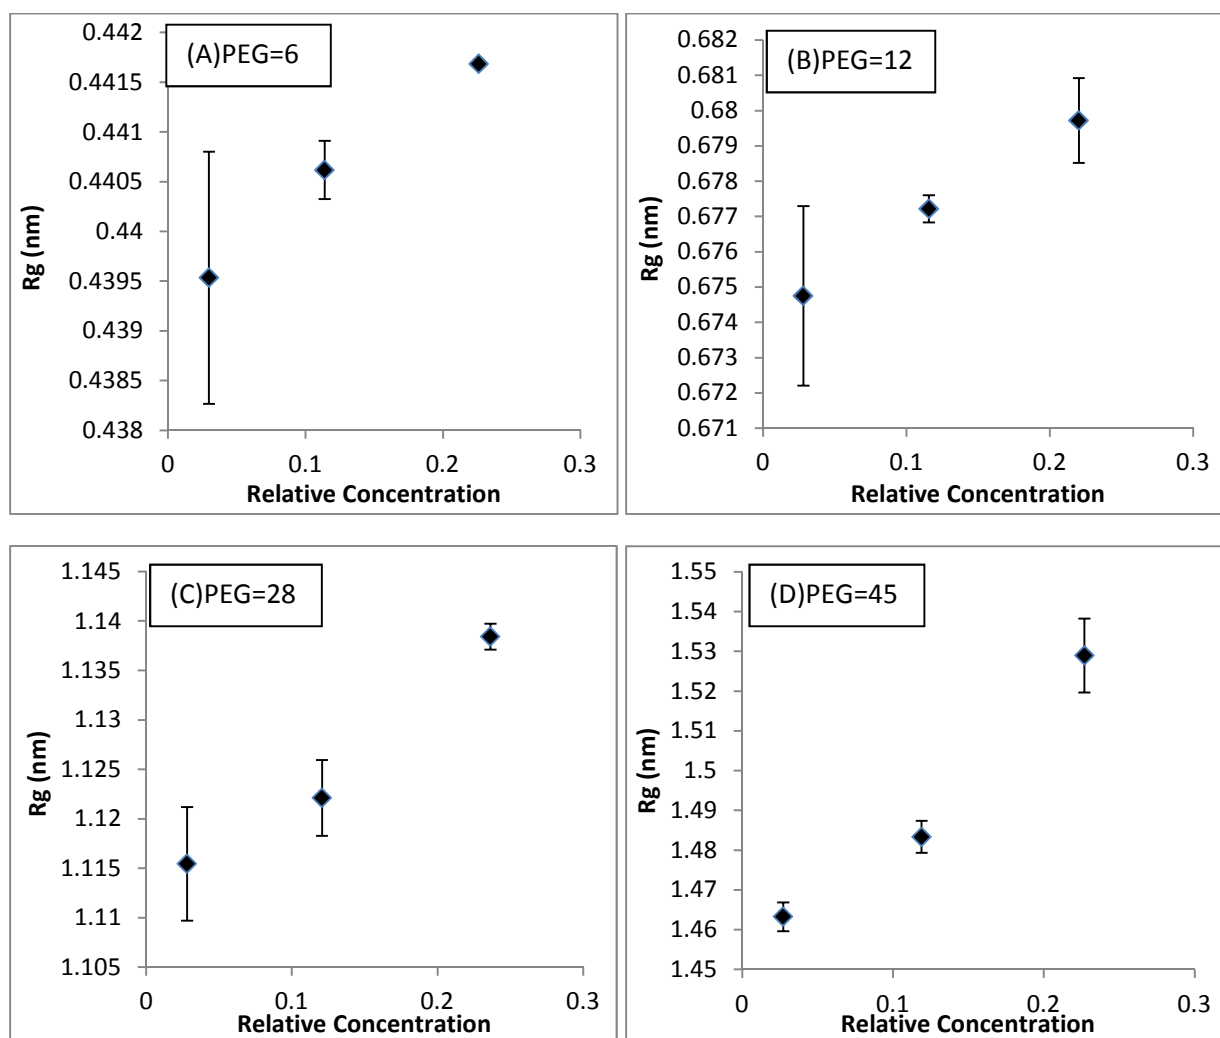 (A)PEG=6
Rg (nm)
0.442
0.4415
0.441
0.4405
0.44
0.4395
0.439
0.4385
0.438
0 0.1 0.2 0.3
Relative Concentration
(B)PEG=12
Rg (nm)
0.682
0.681
0.68
0.679
0.678
0.677
0.676
0.675
0.674
0.673
0.672
0.671
0 0.1 0.2 0.3
Relative Concentration
(C)PEG=28
Rg (nm)
1.145
1.14
1.135
1.13
1.125
1.12
1.115
1.11
1.105
0 0.1 0.2 0.3
Relative Concentration
(D)PEG=45
Rg (nm)
1.55
1.54
1.53
1.52
1.51
1.5
1.49
1.48
1.47
1.46
1.45
0 0.1 0.2 0.3
Relative Concentration